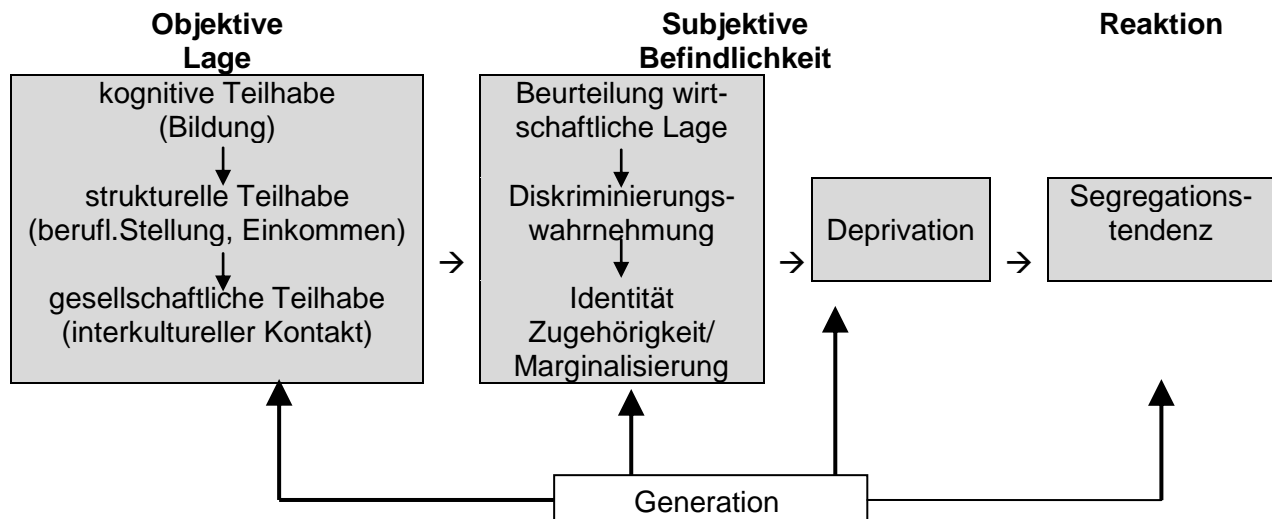 Objektive
Lage
Subjektive
Befindlichkeit
Reaktion
kognitive Teilhabe
(Bildung)
strukturelle Teilhabe
(berufl.Stellung, Einkommen)
gesellschaftliche Teilhabe
(interkultureller Kontakt)
Beurteilung wirt-
schaftliche Lage
Diskriminierungs-
wahrnehmung
Identität
Zugehörigkeit/
Marginalisierung
Deprivation
Segregations-
tendenz
Generation